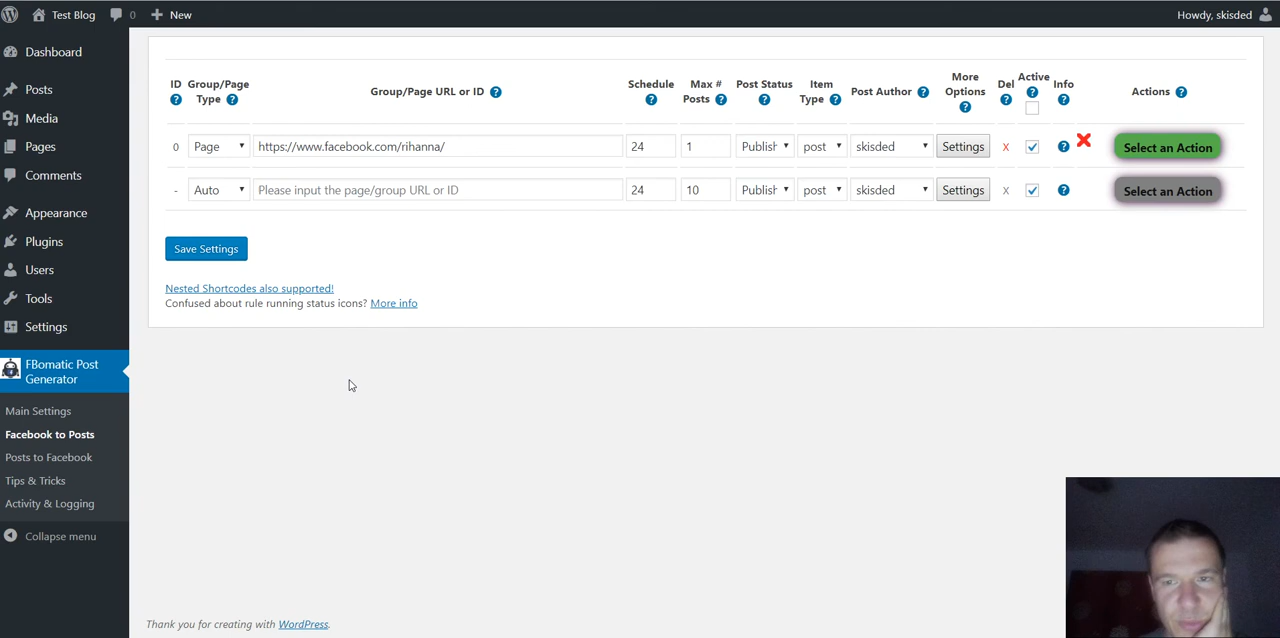 Test Blog 0 New Howdy, skisded
Dashboard
Posts
Media
Pages
Comments
Appearance
Plugins
Users
Tools
Settings
FBomatic Post
Generator
Main Settings
Facebook to Posts
Posts to Facebook
Tips & Tricks
Activity & Logging
Collapse menu
ID Group/Page Type Group/Page URL or ID Schedule Max # Posts Post Status Item Type Post Author More Options Del Active Info Actions
0 Page https://www.facebook.com/rihanna/ 24 1 Publish post skisded Settings X Select an Action
- Auto Please input the page/group URL or ID 24 10 Publish post skisded Settings X Select an Action
Save Settings
Nested Shortcodes also supported!
Confused about rule running status icons? More info
Thank you for creating with WordPress.